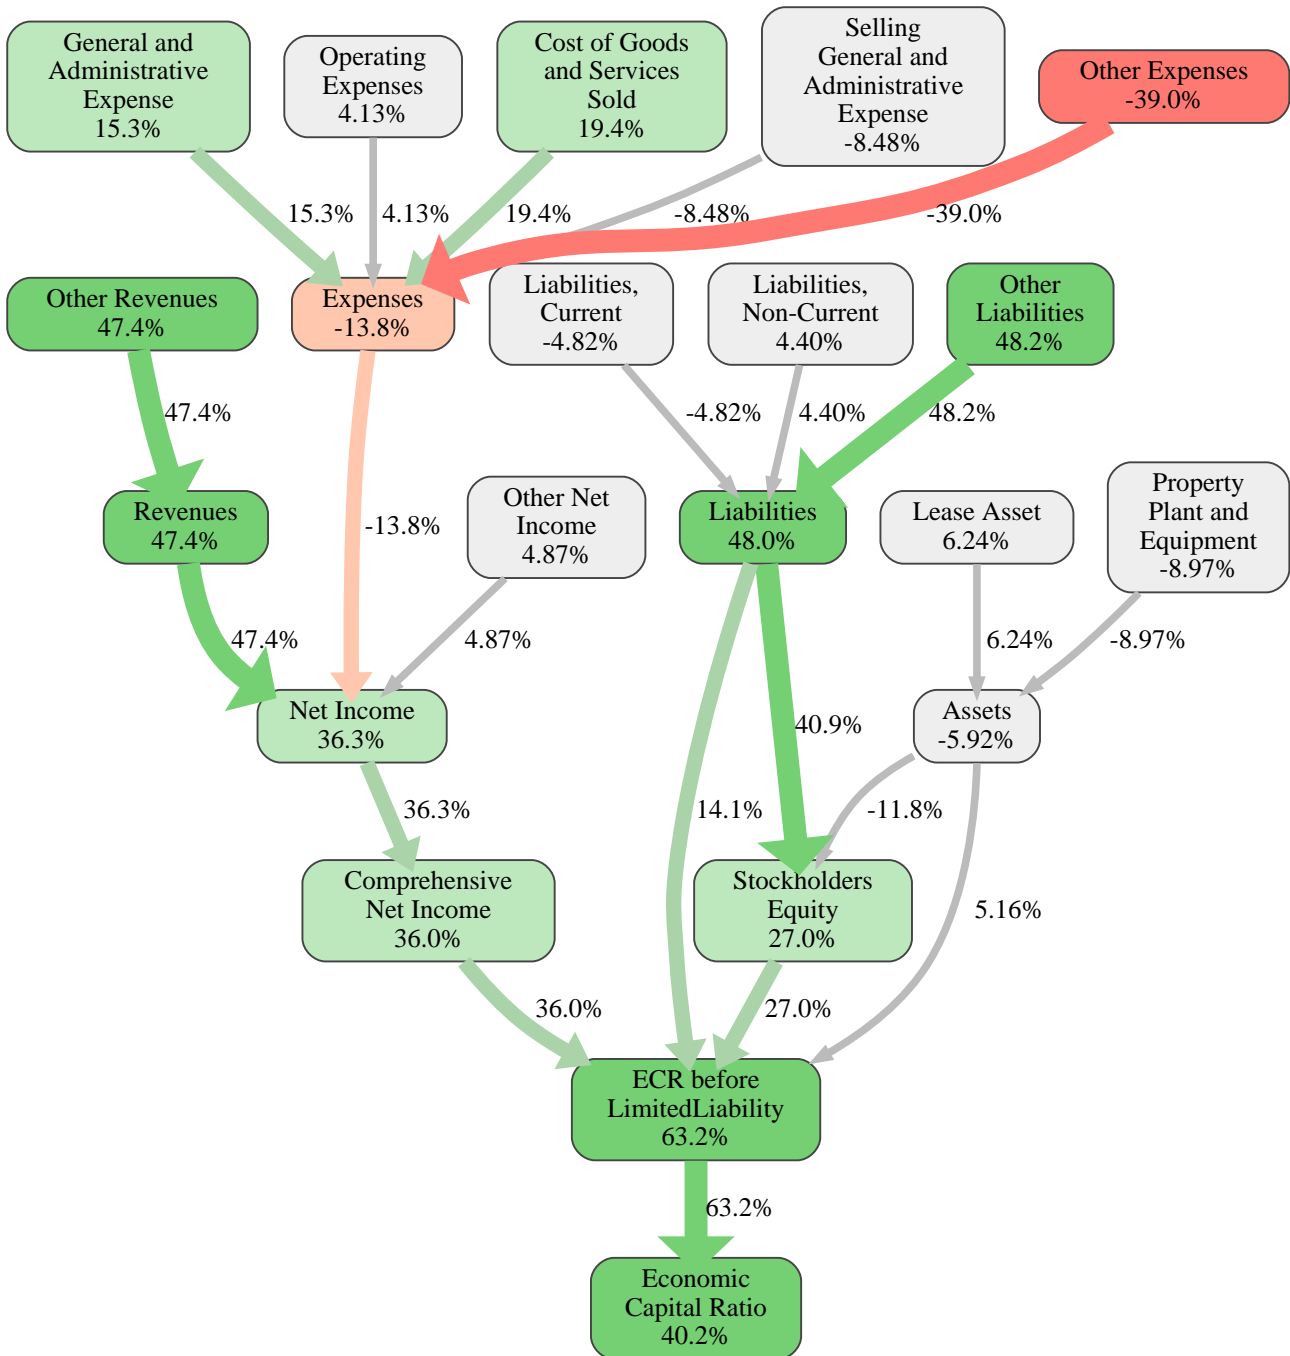 General and
Administrative
Expense
15.3%
Operating
Expenses
4.13%
Cost of Goods
and Services
Sold
19.4%
Selling
General and
Administrative
Expense
-8.48%
Other Expenses
-39.0%
15.3%
4.13%
19.4%
-8.48%
-39.0%
Other Revenues
47.4%
Expenses
-13.8%
Liabilities,
Current
-4.82%
Liabilities,
Non-Current
4.40%
Other
Liabilities
48.2%
47.4%
-4.82%
4.40%
48.2%
Revenues
47.4%
-13.8%
Other Net
Income
4.87%
Liabilities
48.0%
Lease Asset
6.24%
Property
Plant and
Equipment
-8.97%
47.4%
4.87%
6.24%
-8.97%
Net Income
36.3%
40.9%
Assets
-5.92%
36.3%
14.1%
-11.8%
Comprehensive
Net Income
36.0%
Stockholders
Equity
27.0%
5.16%
36.0%
27.0%
ECR before
LimitedLiability
63.2%
63.2%
Economic
Capital Ratio
40.2%